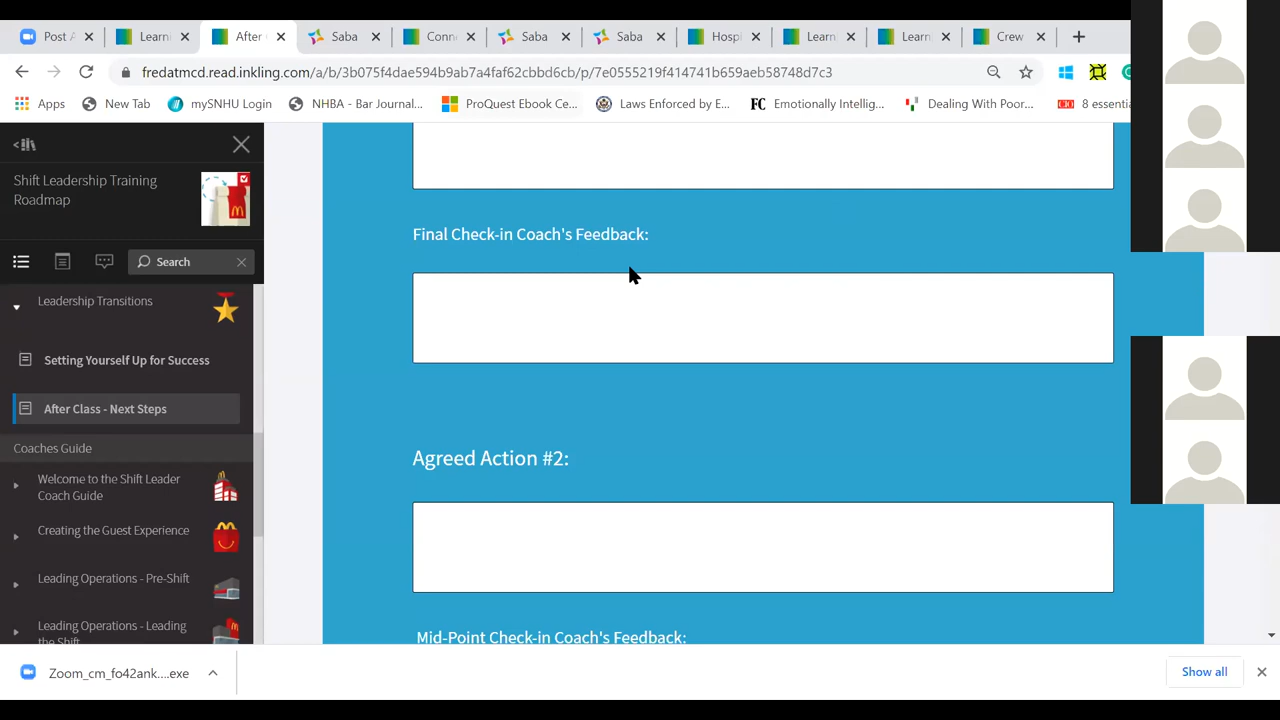 Post A
Learni
After
Saba
Conn
Saba
Saba
Hospi
Learn
Learn
Crew
fredatmcd.read.inkling.com/a/b/3b075f4dae594b9ab7a4faf62cbbd6cb/p/7e0555219f414741b659aeb58748d7c3
Apps
New Tab
mySNHU Login
NHBA - Bar Journal...
ProQuest Ebook Ce...
Laws Enforced by E...
FC
Emotionally Intellig...
Dealing With Poor...
8 essentia
Shift Leadership Training
Roadmap
Search
Leadership Transitions
Setting Yourself Up for Success
After Class - Next Steps
Coaches Guide
Welcome to the Shift Leader
Coach Guide
Creating the Guest Experience
Leading Operations - Pre-Shift
Leading Operations - Leading
the Shift
Final Check-in Coach's Feedback:
Agreed Action #2:
Mid-Point Check-in Coach's Feedback:
Zoom_cm_fo42ank....exe
Show all